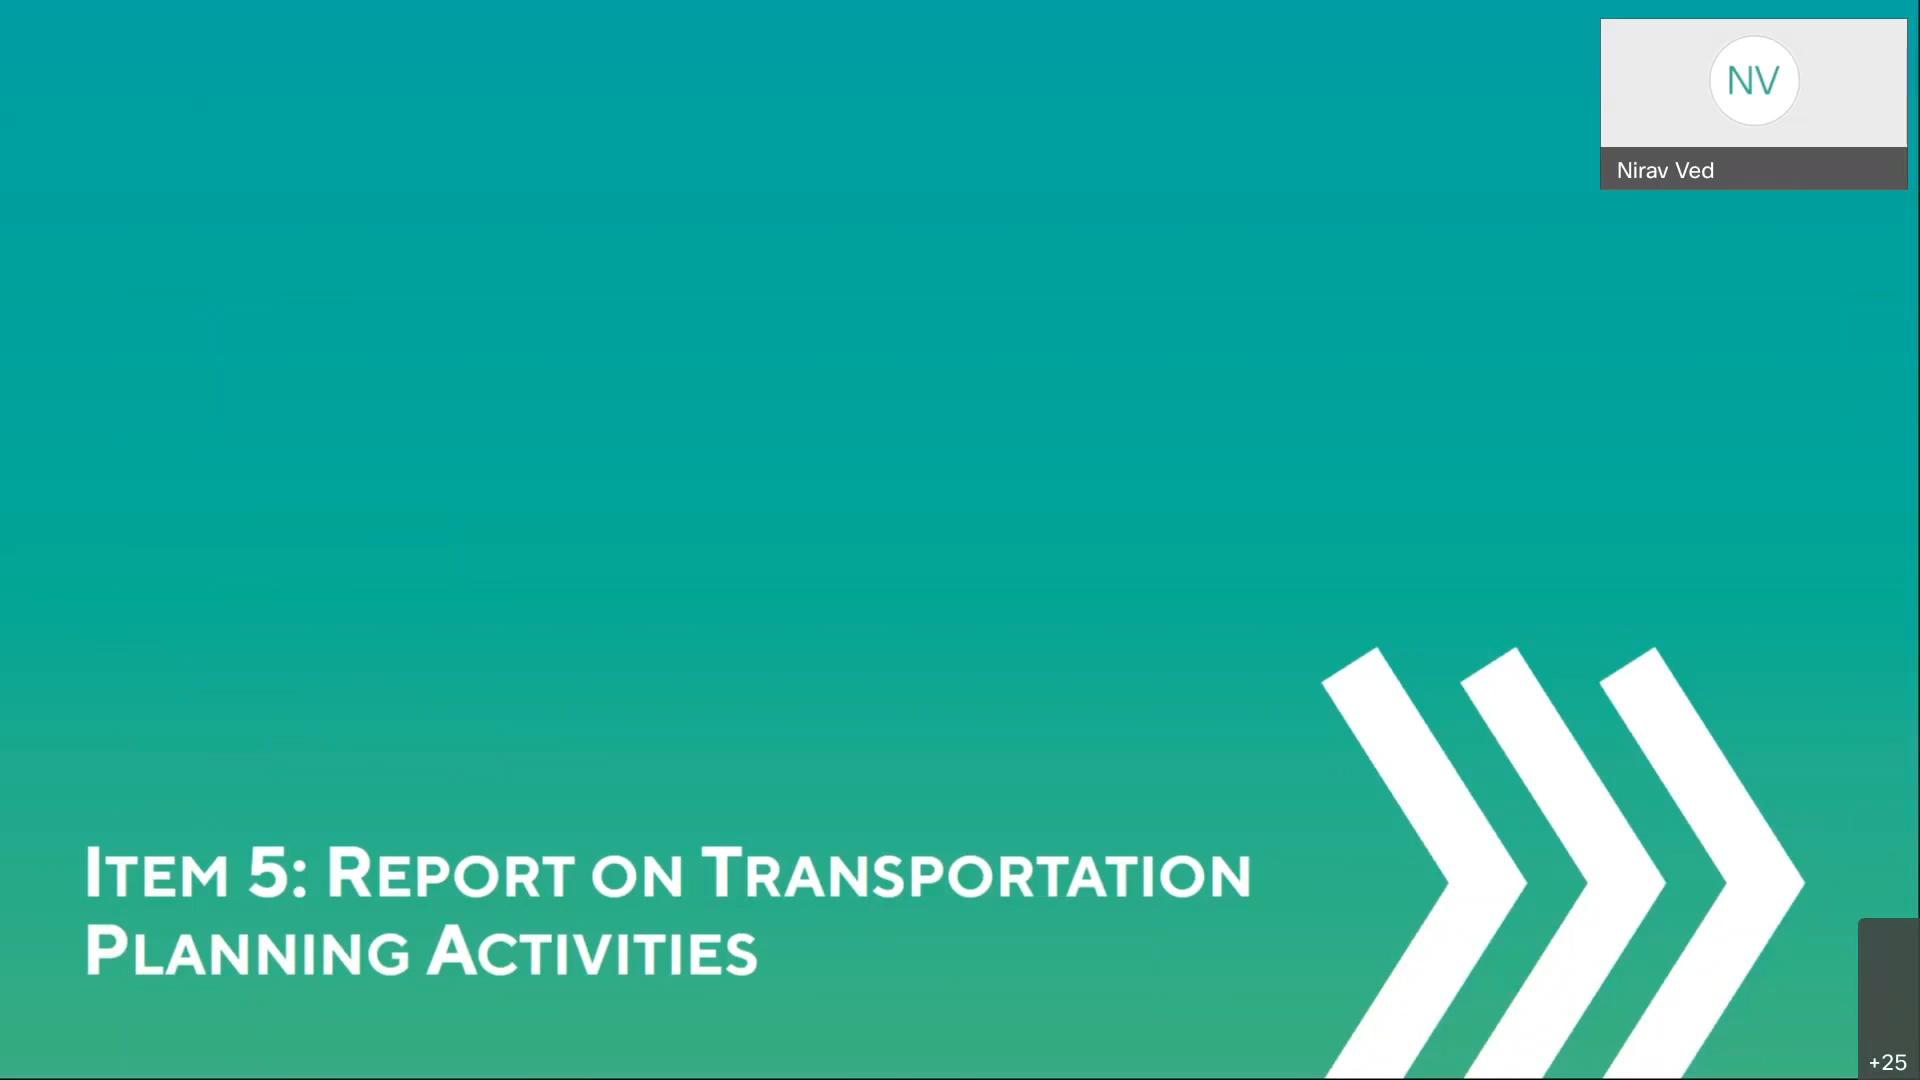 NV
Nirav Ved
Item 5: Report on Transportation
Planning Activities
+25